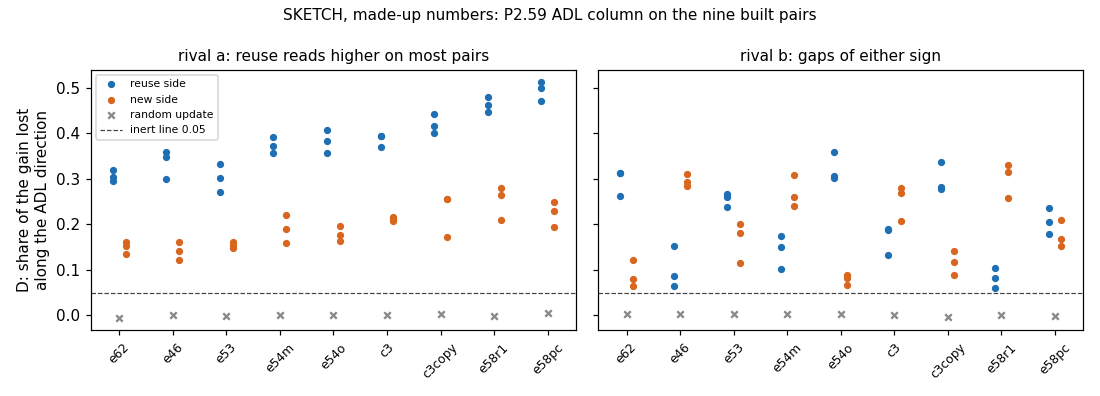 SKETCH, made-up numbers: P2.59 ADL column on the nine built pairs
rival a: reuse reads higher on most pairs
D: share of the gain lost
along the ADL direction
0.5
0.4
0.3
0.2
0.1
0.0
reuse side
new side
random update
inert line 0.05
e62
e46
e53
e54m
e54o
c3
c3copy
e58r1
e58pc
rival b: gaps of either sign
e62
e46
e53
e54m
e54o
c3
c3copy
e58r1
e58pc